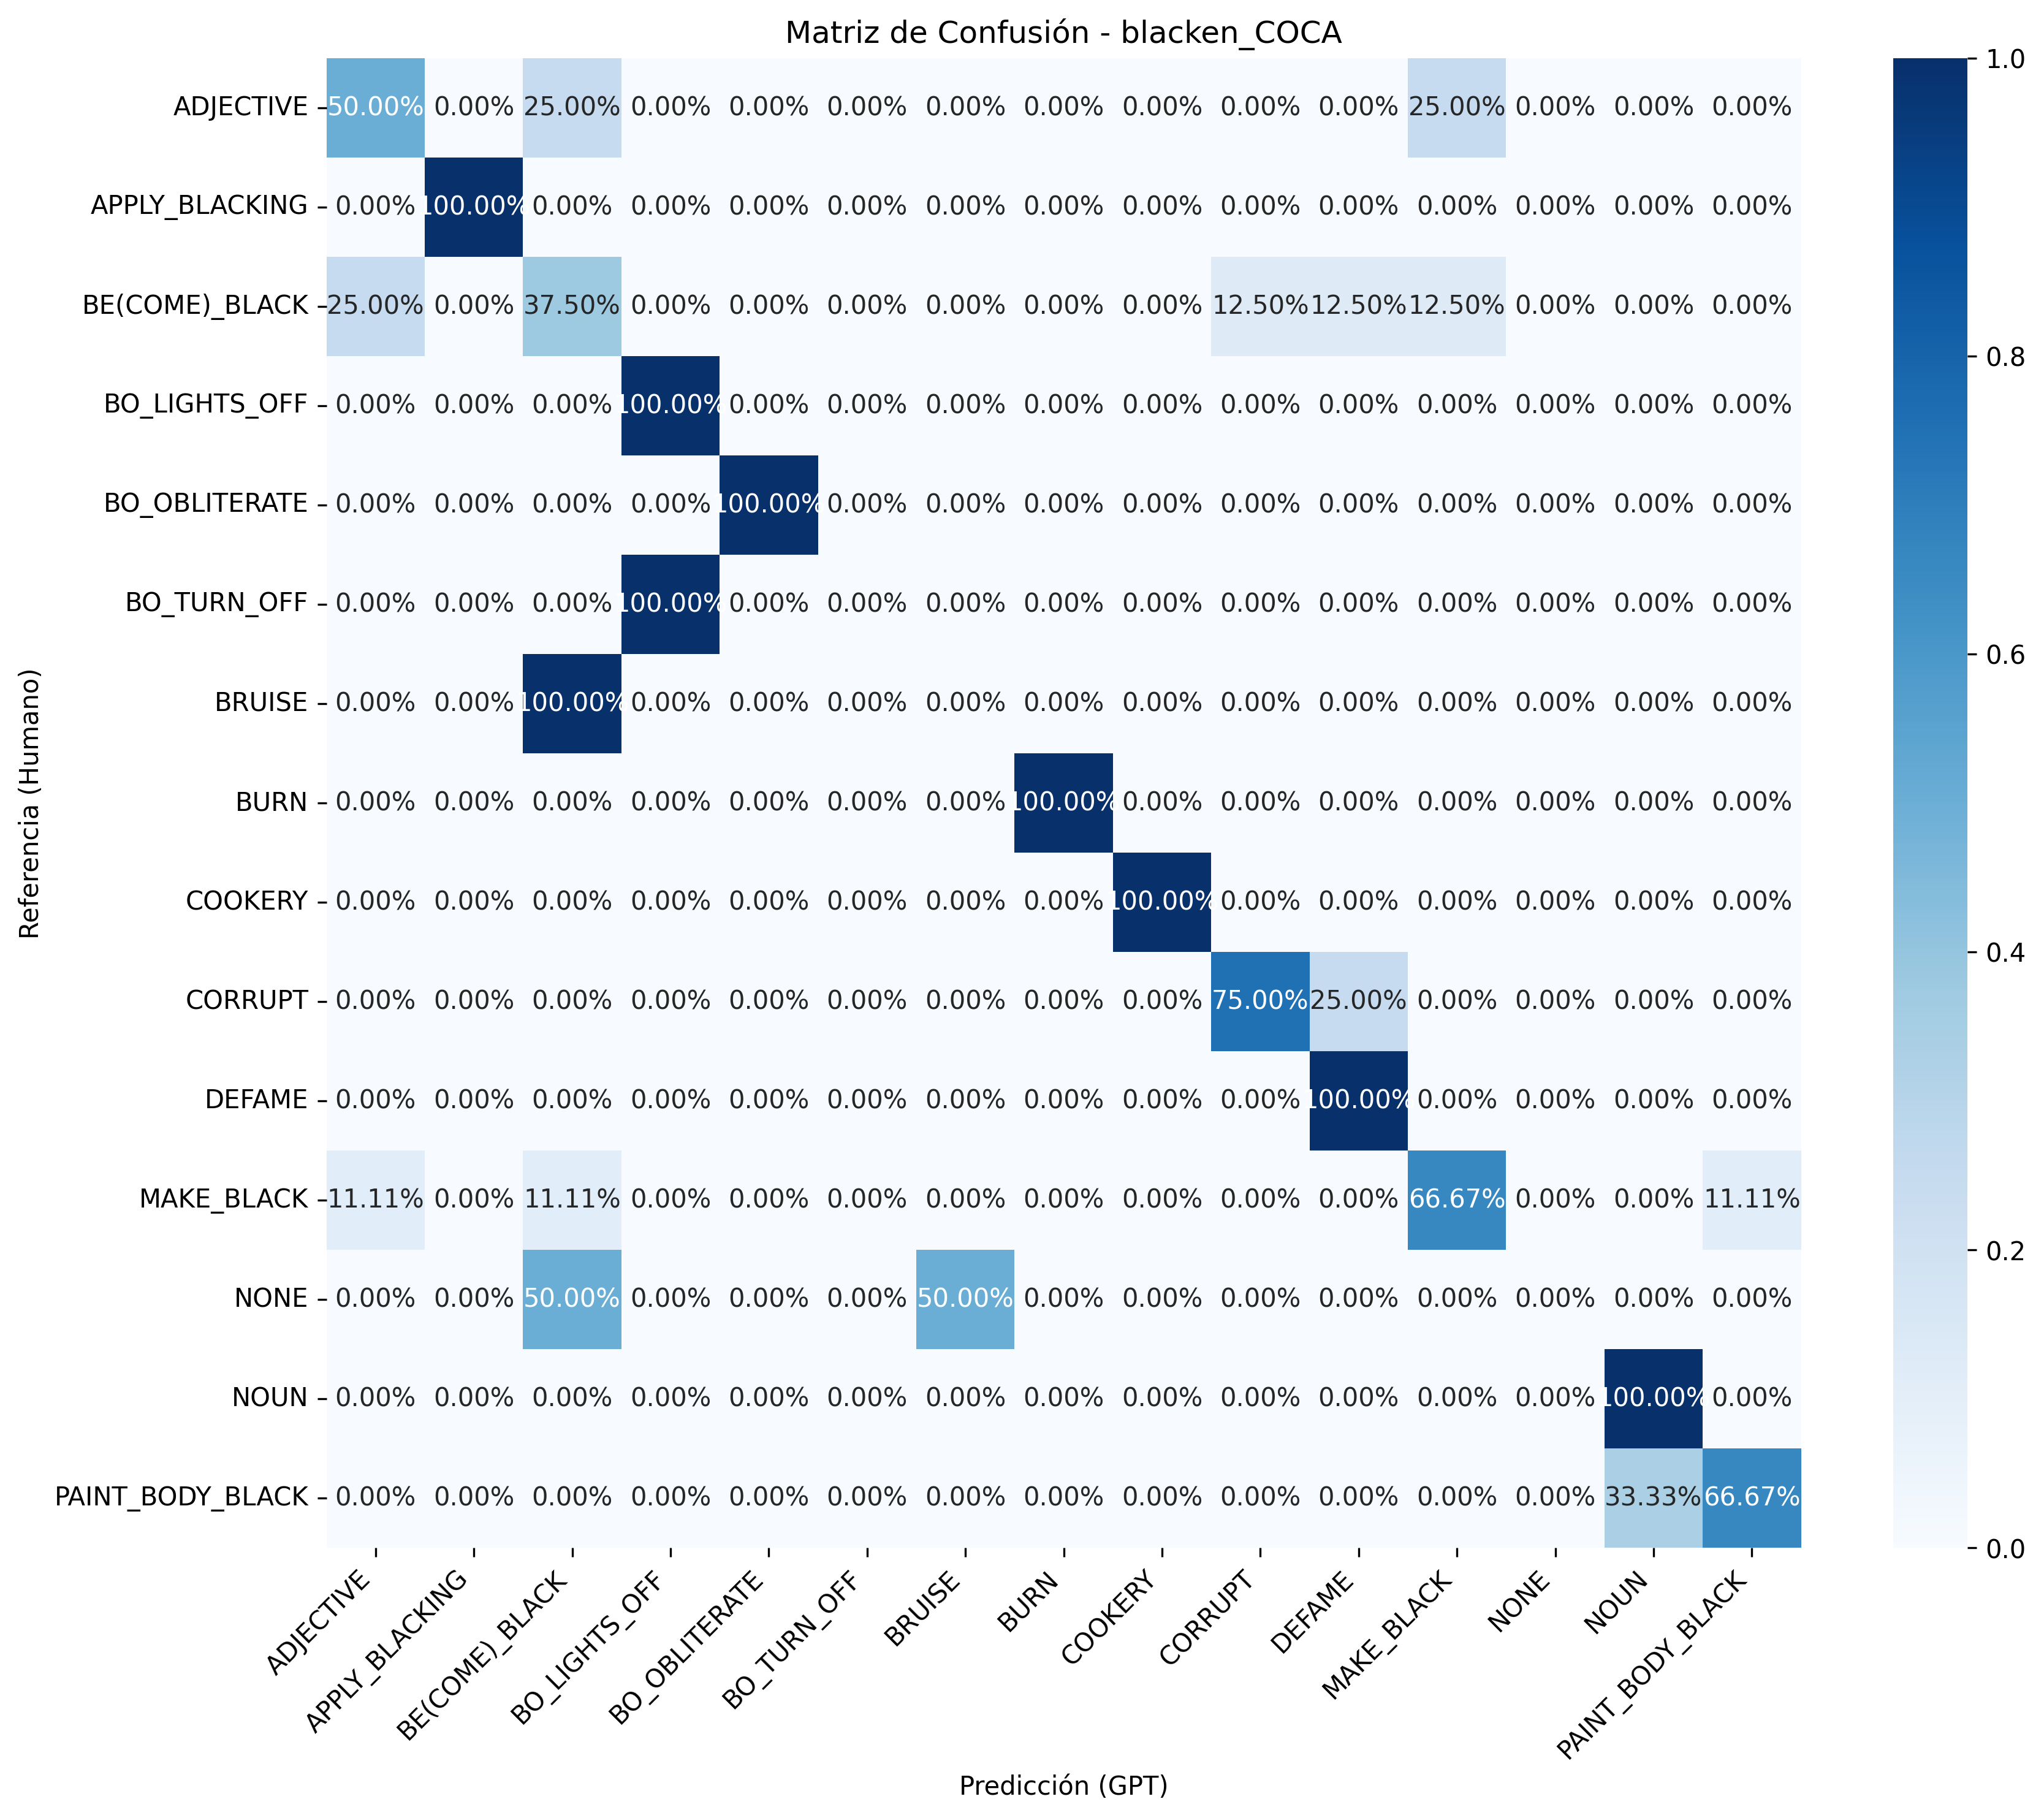 Matriz de Confusión - blacken_COCA
ADJECTIVE 50.00% 0.00% 25.00% 0.00% 0.00% 0.00% 0.00% 0.00% 0.00% 0.00% 0.00% 25.00% 0.00% 0.00% 0.00%
APPLY_BLACKING 0.00% 100.00% 0.00% 0.00% 0.00% 0.00% 0.00% 0.00% 0.00% 0.00% 0.00% 0.00% 0.00% 0.00% 0.00%
BE(COME)_BLACK 25.00% 0.00% 37.50% 0.00% 0.00% 0.00% 0.00% 0.00% 0.00% 12.50% 12.50% 12.50% 0.00% 0.00% 0.00%
BO_LIGHTS_OFF 0.00% 0.00% 0.00% 100.00% 0.00% 0.00% 0.00% 0.00% 0.00% 0.00% 0.00% 0.00% 0.00% 0.00% 0.00%
BO_OBLITERATE 0.00% 0.00% 0.00% 0.00% 100.00% 0.00% 0.00% 0.00% 0.00% 0.00% 0.00% 0.00% 0.00% 0.00% 0.00%
BO_TURN_OFF 0.00% 0.00% 0.00% 100.00% 0.00% 0.00% 0.00% 0.00% 0.00% 0.00% 0.00% 0.00% 0.00% 0.00% 0.00%
BRUISE 0.00% 0.00% 100.00% 0.00% 0.00% 0.00% 0.00% 0.00% 0.00% 0.00% 0.00% 0.00% 0.00% 0.00% 0.00%
BURN 0.00% 0.00% 0.00% 0.00% 0.00% 0.00% 0.00% 100.00% 0.00% 0.00% 0.00% 0.00% 0.00% 0.00% 0.00%
COOKERY 0.00% 0.00% 0.00% 0.00% 0.00% 0.00% 0.00% 0.00% 100.00% 0.00% 0.00% 0.00% 0.00% 0.00% 0.00%
CORRUPT 0.00% 0.00% 0.00% 0.00% 0.00% 0.00% 0.00% 0.00% 0.00% 75.00% 25.00% 0.00% 0.00% 0.00% 0.00%
DEFAME 0.00% 0.00% 0.00% 0.00% 0.00% 0.00% 0.00% 0.00% 0.00% 0.00% 100.00% 0.00% 0.00% 0.00% 0.00%
MAKE_BLACK 11.11% 0.00% 11.11% 0.00% 0.00% 0.00% 0.00% 0.00% 0.00% 0.00% 0.00% 66.67% 0.00% 0.00% 11.11%
NONE 0.00% 0.00% 50.00% 0.00% 0.00% 0.00% 50.00% 0.00% 0.00% 0.00% 0.00% 0.00% 0.00% 0.00% 0.00%
NOUN 0.00% 0.00% 0.00% 0.00% 0.00% 0.00% 0.00% 0.00% 0.00% 0.00% 0.00% 0.00% 0.00% 100.00% 0.00%
PAINT_BODY_BLACK 0.00% 0.00% 0.00% 0.00% 0.00% 0.00% 0.00% 0.00% 0.00% 0.00% 0.00% 0.00% 0.00% 33.33% 66.67%
Referencia (Humano)
ADJECTIVE
APPLY_BLACKING
BE(COME)_BLACK
BO_LIGHTS_OFF
BO_OBLITERATE
BO_TURN_OFF
BRUISE
BURN
COOKERY
CORRUPT
DEFAME
MAKE_BLACK
NONE
NOUN
PAINT_BODY_BLACK
Predicción (GPT)
1.0
0.8
0.6
0.4
0.2
0.0